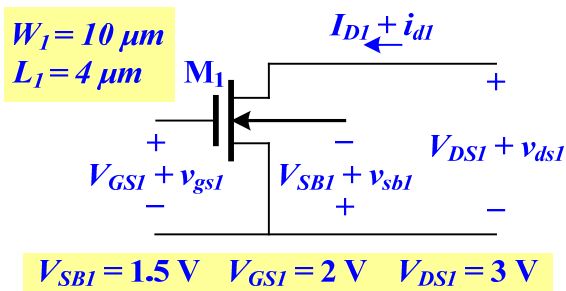 W1 = 10 μm
L1 = 4 μm
ID1 + id1
M1
+
+
−
VGS1 + vgs1
VSB1 + vsb1
VDS1 + vds1
−
+
−
VSB1 = 1.5 V VGS1 = 2 V VDS1 = 3 V